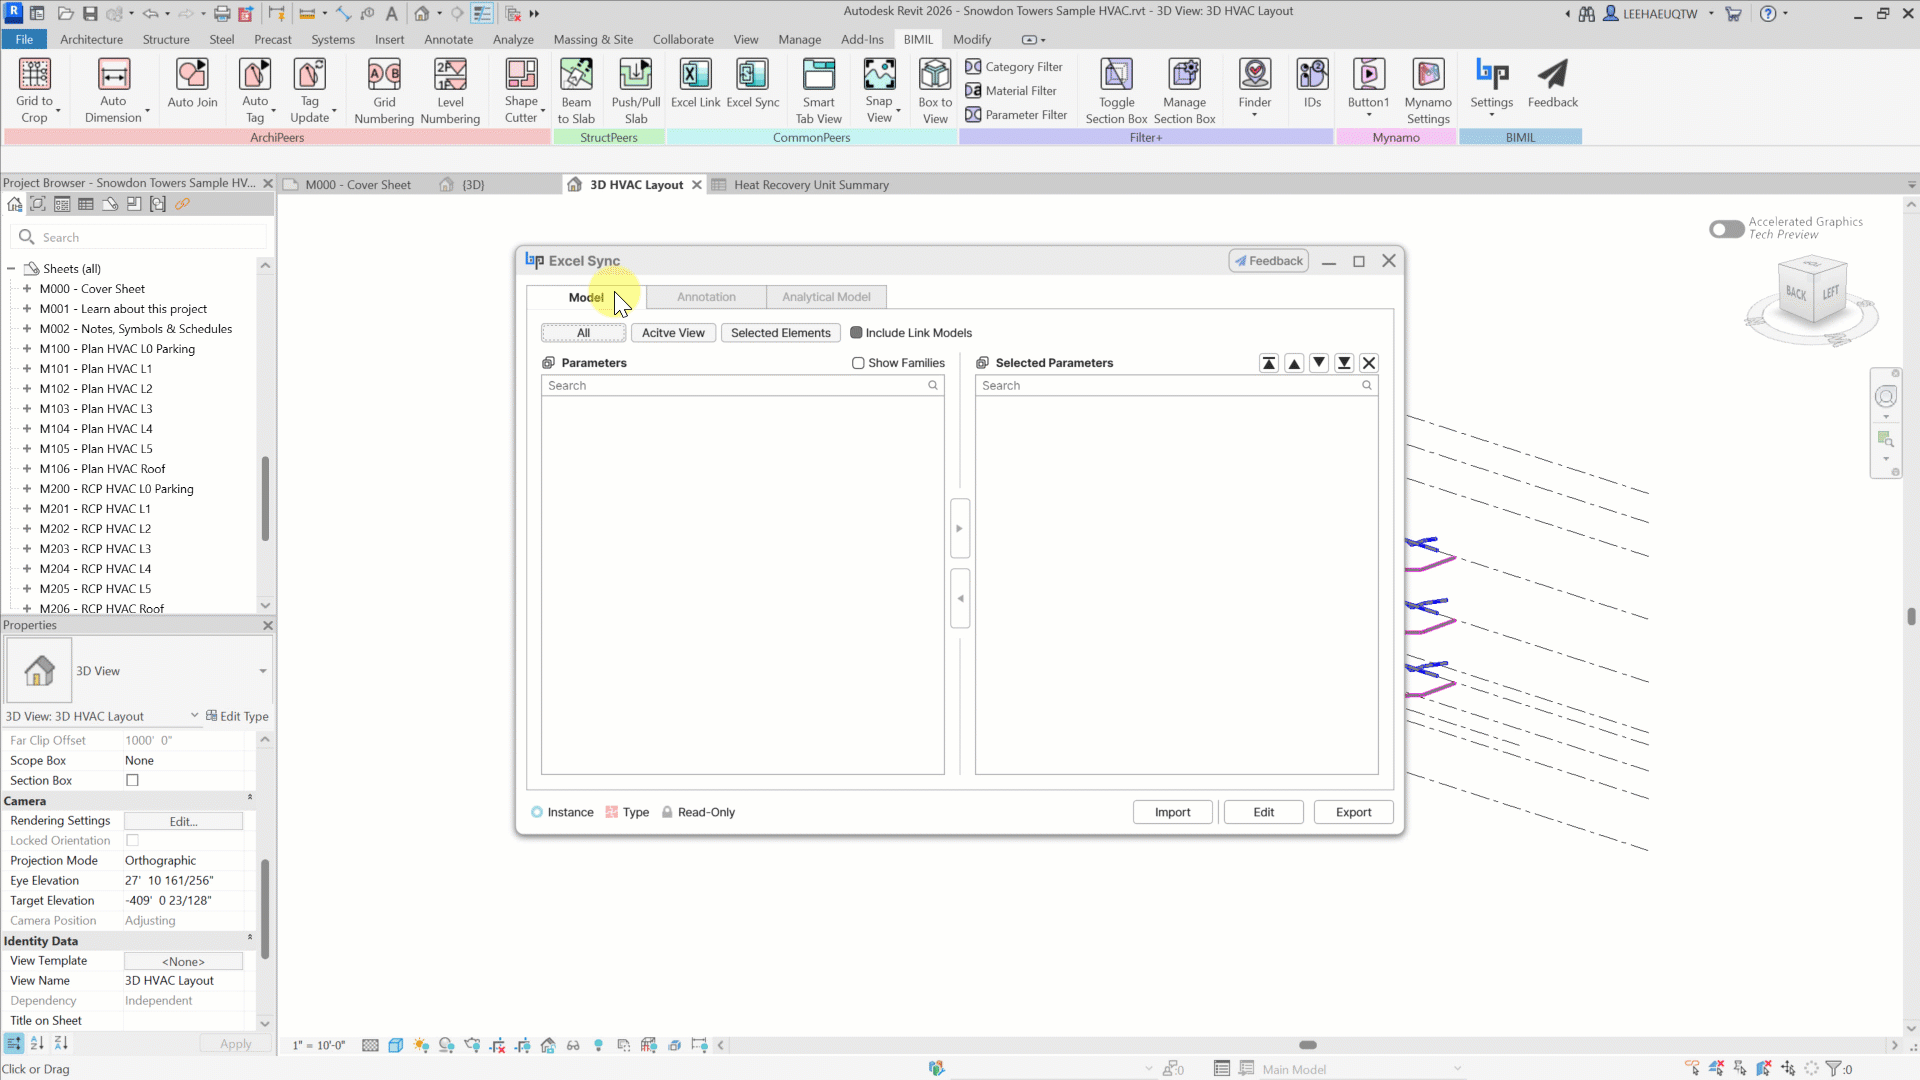 Autodesk Revit 2026 - Snowdon Towers Sample HVAC.rvt - 3D View: 3D HVAC Layout
LEEHAEUQTW
File Architecture Structure Steel Precast Systems Insert Annotate Analyze Massing & Site Collaborate View Manage Add-Ins BIMIL Modify
Grid to Crop
Auto Dimension
Auto Join
Auto Tag
Tag Update
Grid Numbering
Level Numbering
Shape Cutter
Beam to Slab
Push/Pull Slab
Excel Link
Excel Sync
Smart Tab View
Snap View
Box to View
Category Filter
Material Filter
Parameter Filter
Toggle Section Box
Manage Section Box
Finder
IDs
Button1
Mynamo Settings
Settings
Feedback
ArchiPeers StructPeers CommonPeers Filter+ Mynamo BIMIL
Project Browser - Snowdon Towers Sample HV...
M000 - Cover Sheet {3D} 3D HVAC Layout Heat Recovery Unit Summary
Search
Sheets (all)
M000 - Cover Sheet
M001 - Learn about this project
M002 - Notes, Symbols & Schedules
M100 - Plan HVAC L0 Parking
M101 - Plan HVAC L1
M102 - Plan HVAC L2
M103 - Plan HVAC L3
M104 - Plan HVAC L4
M105 - Plan HVAC L5
M106 - Plan HVAC Roof
M200 - RCP HVAC L0 Parking
M201 - RCP HVAC L1
M202 - RCP HVAC L2
M203 - RCP HVAC L3
M204 - RCP HVAC L4
M205 - RCP HVAC L5
M206 - RCP HVAC Roof
Properties
3D View
3D View: 3D HVAC Layout Edit Type
Far Clip Offset 1000' 0"
Scope Box None
Section Box
Camera
Rendering Settings Edit...
Locked Orientation
Projection Mode Orthographic
Eye Elevation 27' 10 161/256"
Target Elevation -409' 0 23/128"
Camera Position Adjusting
Identity Data
View Template <None>
View Name 3D HVAC Layout
Dependency Independent
Title on Sheet
Apply
Click or Drag
Excel Sync Feedback
Model Annotation Analytical Model
All Acitve View Selected Elements Include Link Models
Parameters Show Families Selected Parameters
Search Search
Instance Type Read-Only Import Edit Export
Accelerated Graphics
Tech Preview
BACK LEFT
1" = 10'-0"
:0 Main Model :0